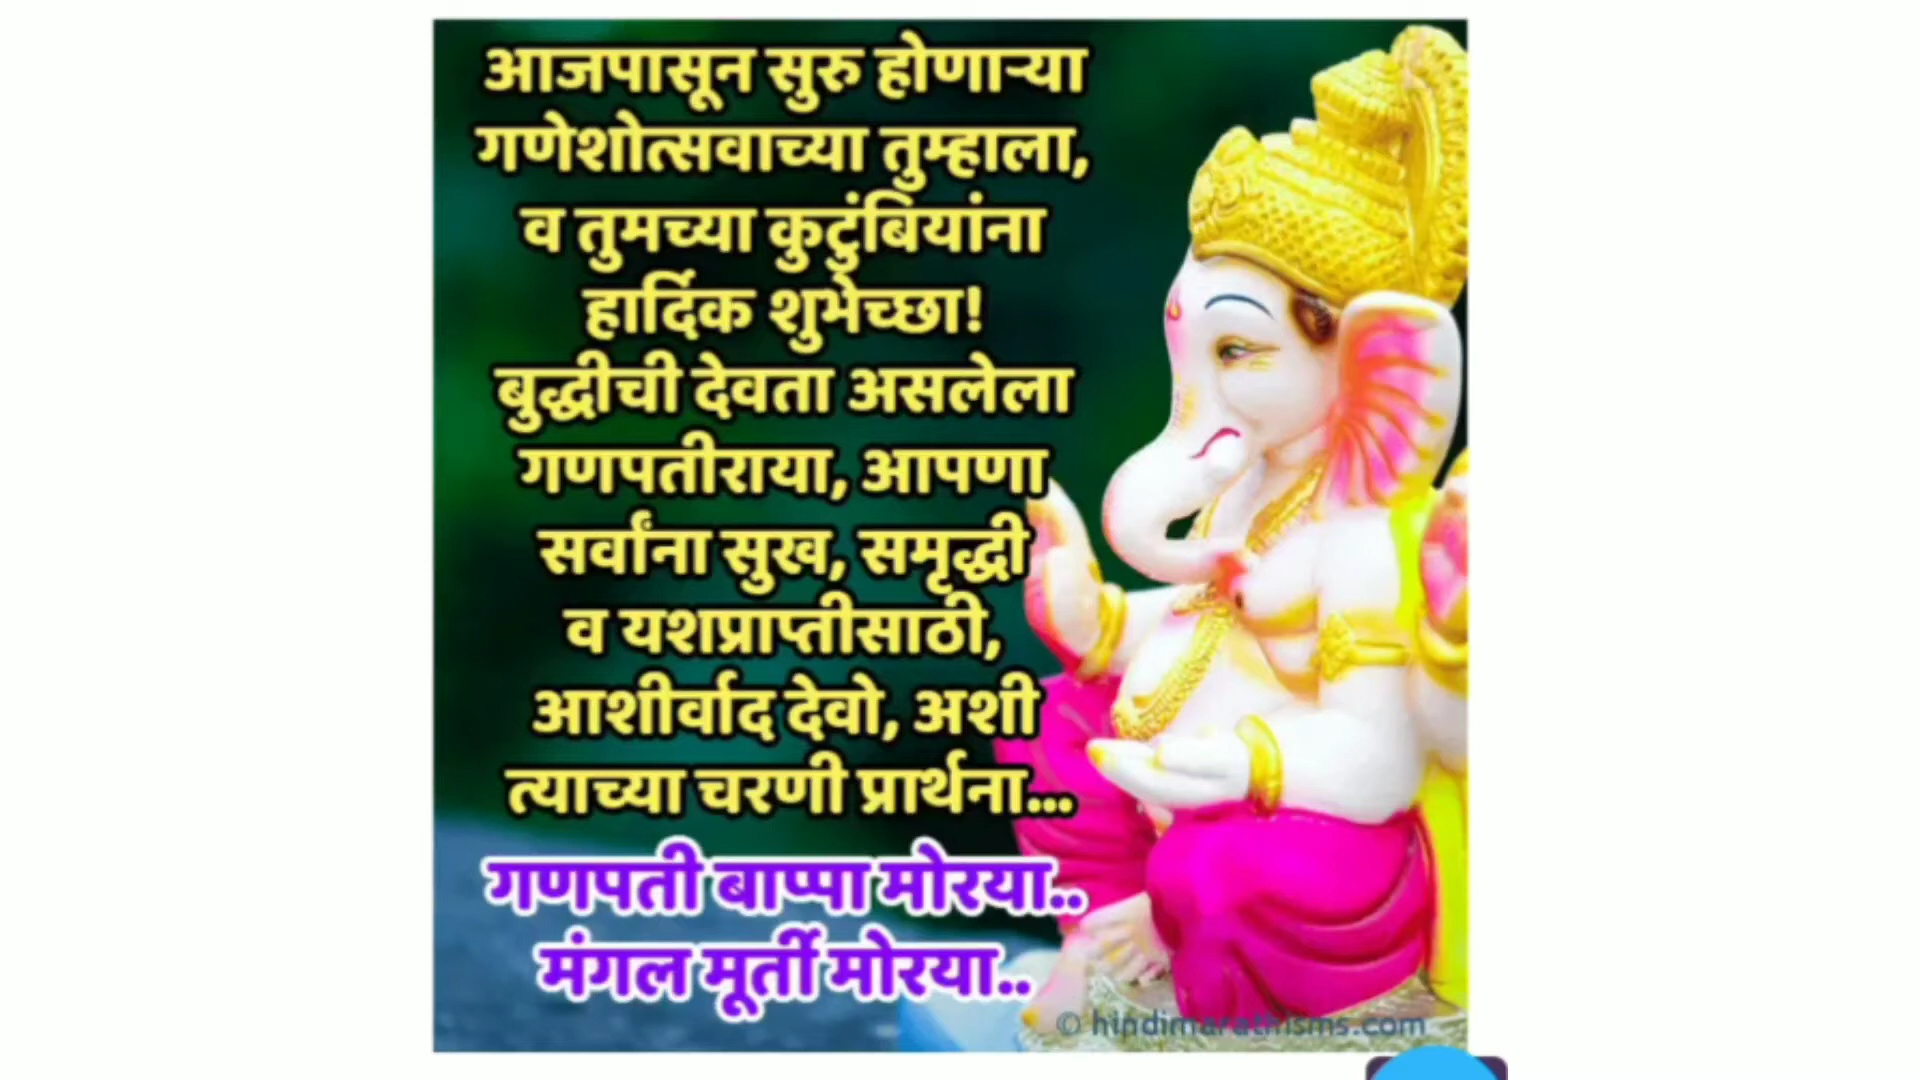 आजपासून सुरु होणाऱ्या
गणेशोत्सवाच्या तुम्हाला,
व तुमच्या कुटुंबियांना
हार्दिक शुभेच्छा!
बुद्धीची देवता असलेला
गणपतीराया, आपणा
सर्वांना सुख, समृद्धी
व यशप्राप्तीसाठी,
आशीर्वाद देवो, अशी
त्याच्या चरणी प्रार्थना...
गणपती बाप्पा मोरया..
मंगल मूर्ती मोरया..
© hindimarathisms.com